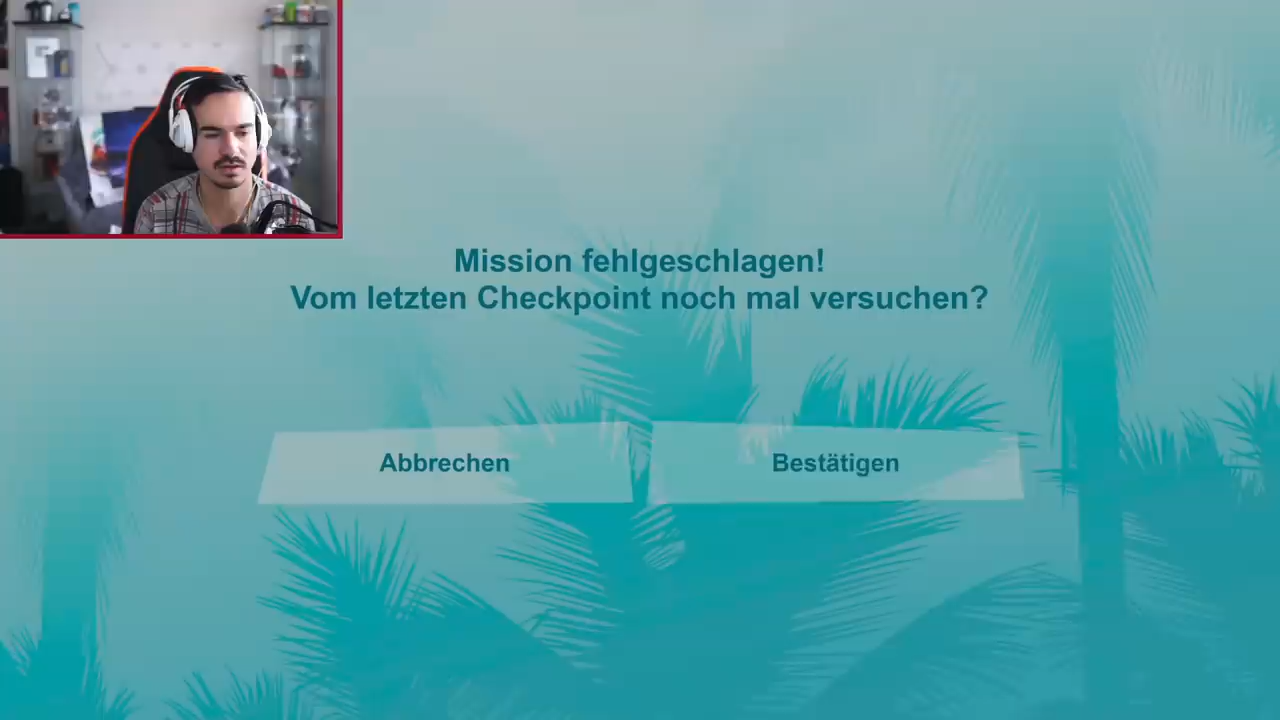 Mission fehlgeschlagen!
Vom letzten Checkpoint noch mal versuchen?
Abbrechen
Bestätigen